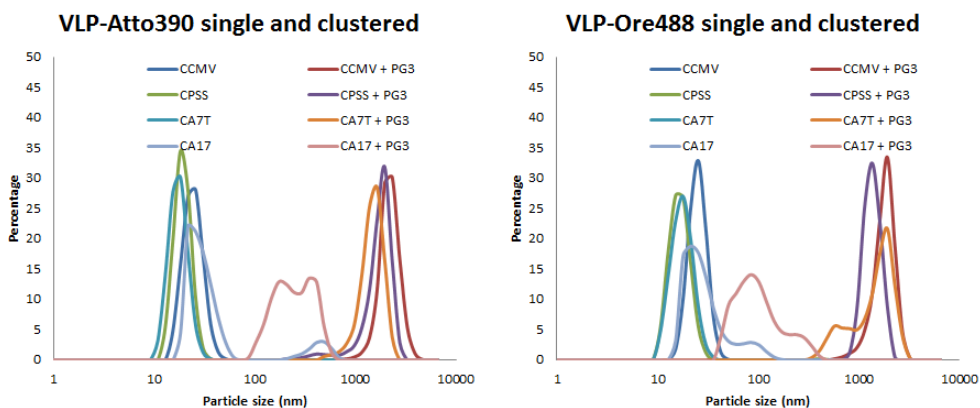 VLP-Atto390 single and clustered
50
45
40
35
30
25
20
15
10
5
0
Percentage
CCMV
CCMV + PG3
CPSS
CPSS + PG3
CA7T
CA7T + PG3
CA17
CA17 + PG3
1
10
100
1000
10000
Particle size (nm)
VLP-Ore488 single and clustered
50
45
40
35
30
25
20
15
10
5
0
Percentage
CCMV
CCMV + PG3
CPSS
CPSS + PG3
CA7T
CA7T + PG3
CA17
CA17 + PG3
1
10
100
1000
10000
Particle size (nm)